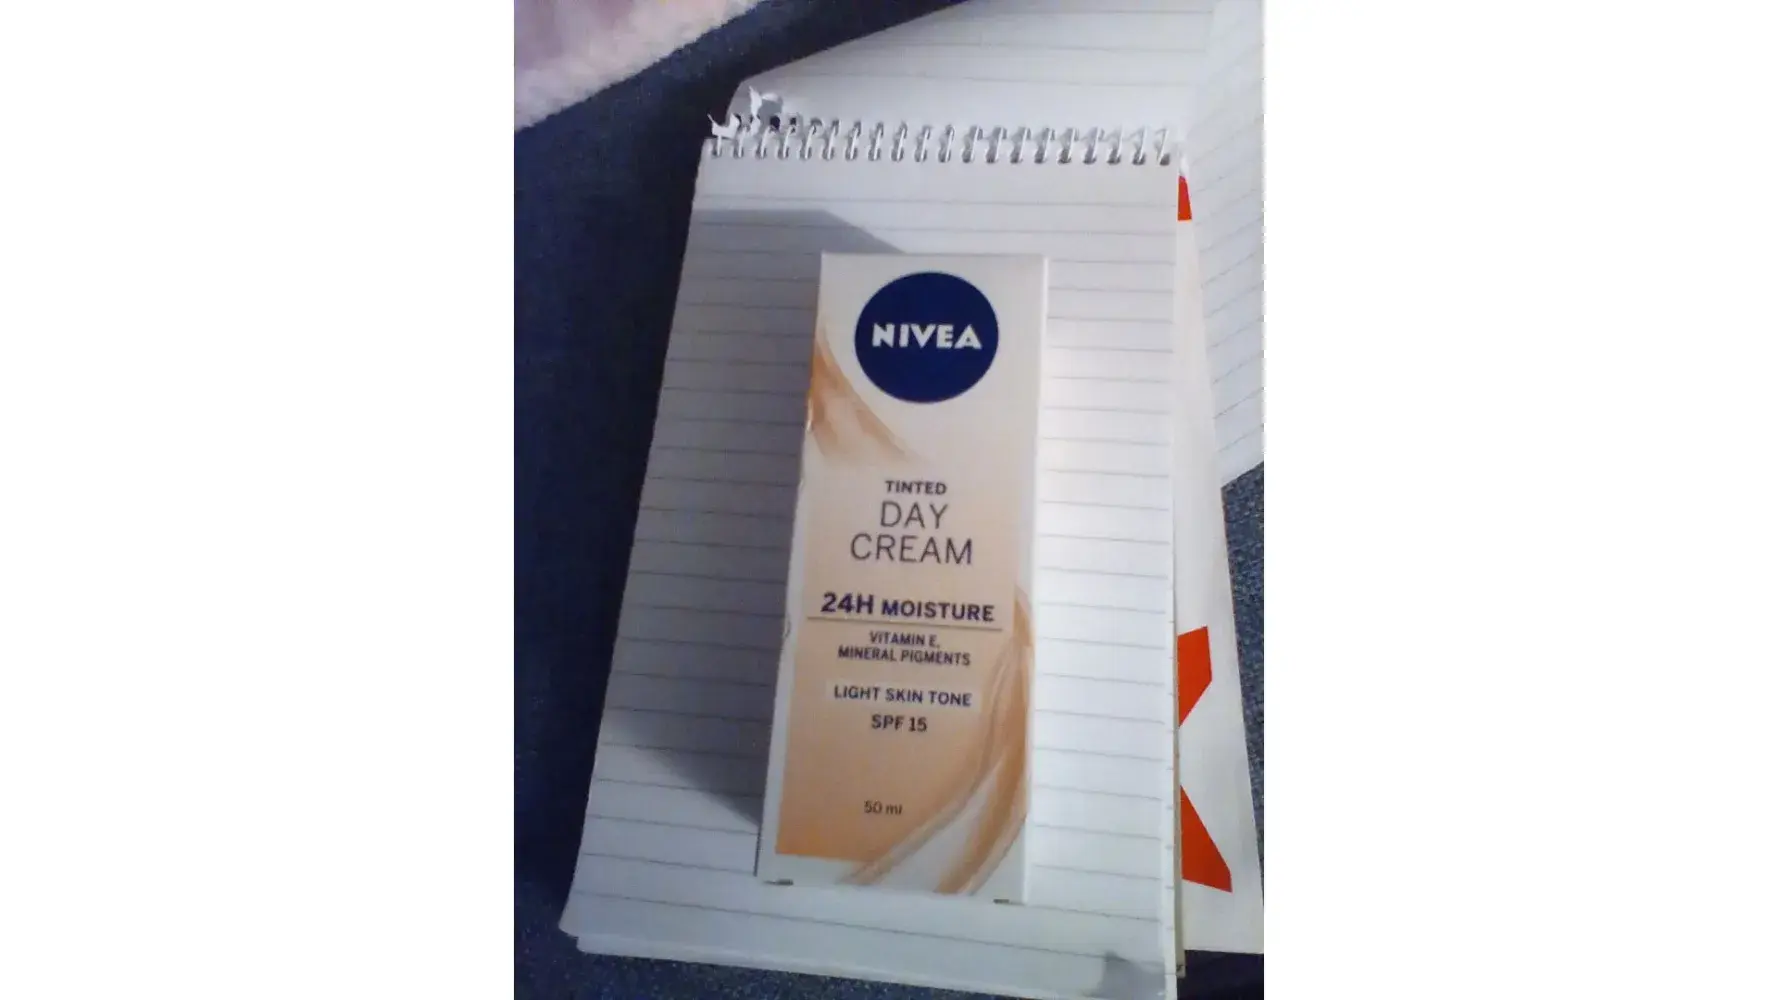 NIVEA
TINTED
DAY
CREAM
24H MOISTURE
VITAMIN E,
MINERAL PIGMENTS
LIGHT SKIN TONE
SPF 15
50 ml